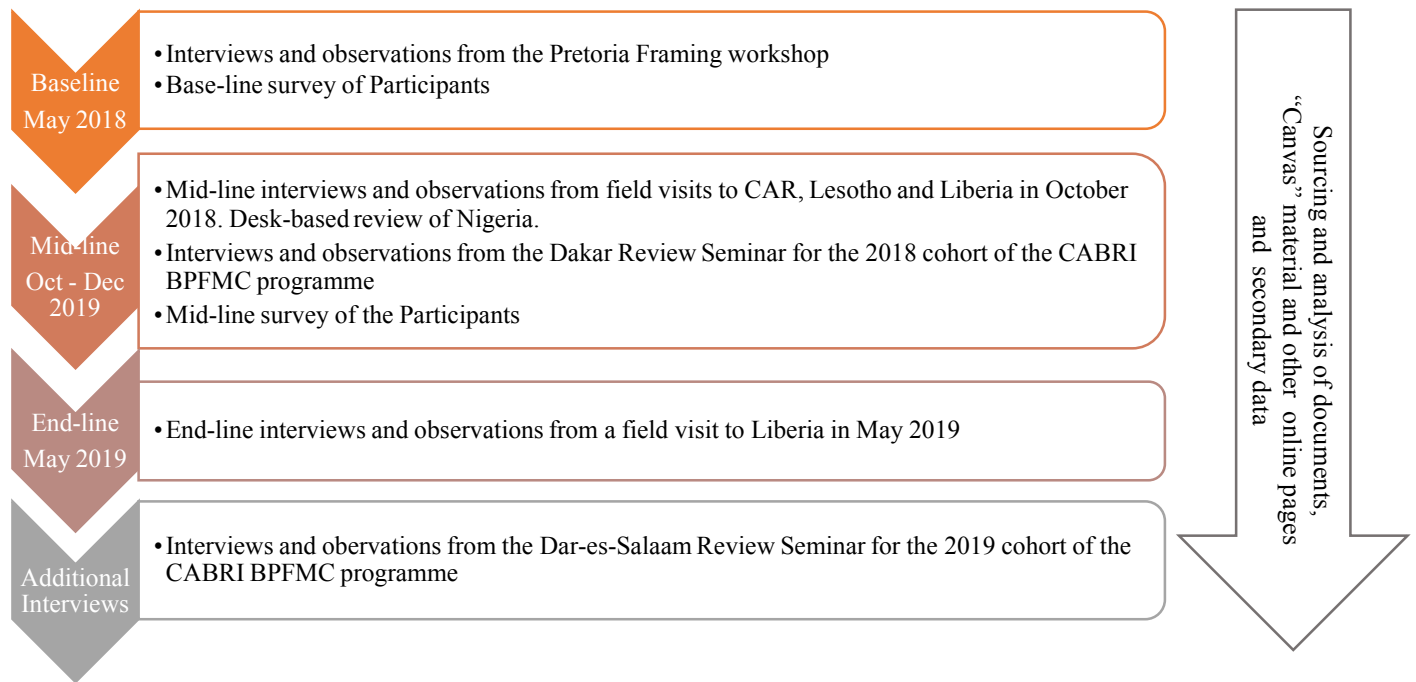 Baseline
May 2018
•Interviews and observations from the Pretoria Framing workshop
•Base-line survey of Participants
Mid-line
Oct - Dec
2019
•Mid-line interviews and observations from field visits to CAR, Lesotho and Liberia in October
2018. Desk-based review of Nigeria.
•Interviews and observations from the Dakar Review Seminar for the 2018 cohort of the CABRI
BPFMC programme
•Mid-line survey of the Participants
End-line
May 2019
•End-line interviews and observations from a field visit to Liberia in May 2019
Additional
Interviews
•Interviews and obervations from the Dar-es-Salaam Review Seminar for the 2019 cohort of the
CABRI BPFMC programme
Sourcing and analysis of documents,
“Canvas” material and other online pages
and secondary data